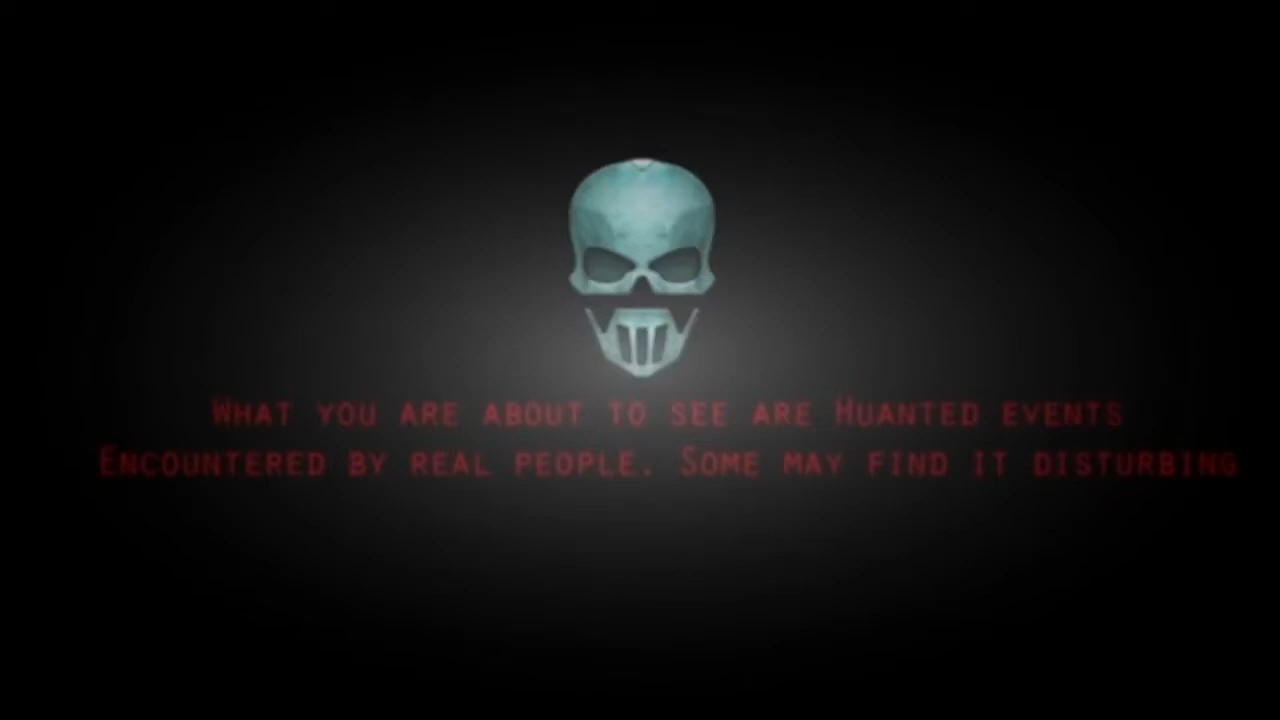 What you are about to see are Huanted events
Encountered by real people. Some may find it disturbing